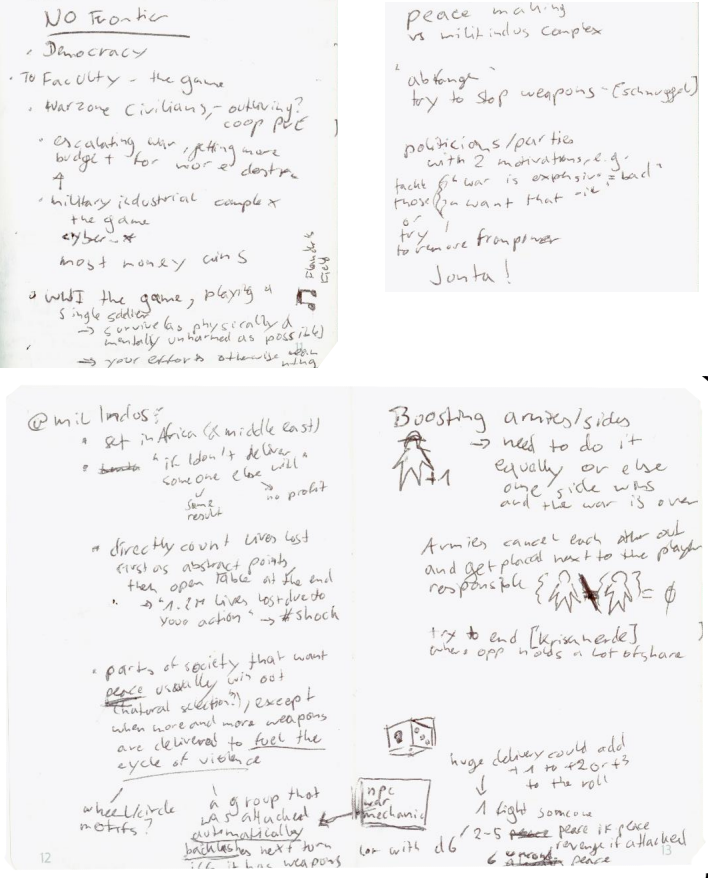 NO Frontier
• Democracy
• To Faculty - the game
• Warzone Civilians, - outliving?
coop PvE
• escalating war, getting more
budget for more destr
• military industrial complex
the game
cyber-*
most money wins
• WWI the game, playing a
single soldier
→ survive (as physically &
mentally unharmed as possible)
→ your efforts otherwise mean
nothing
peace making
vs milit indus complex
"abfangen"
try to stop weapons - [schmuggel]
politicians/parties
with 2 motivations, e.g.
"war is expensive = bad"
those "want that
or
try
to remove from power
Junta!
@mil Indus:
• set in Africa (& middle east)
• "if I don't deliver
someone else will"
same
result
no profit
• directly count lives lost
first as abstract points
then open table at the end
→ "1.2M lives lost due to
your action" → #shock
• parts of society that want
peace usually win out
(natural selection?), except
when more and more weapons
are delivered to fuel the
cycle of violence
wheel/circle
motifs?
a group that
was attacked
automatically
backlashes next turn
iff it has weapons
12
Boosting armies/sides
+1
→ need to do it
equally or else
one side wins
and the war is over
Armies cancel each other out
and get placed next to the player
responsible
= ∅
try to end [Krisenherde]
where opp holds a lot of share
huge delivery could add
+1 to +2 or +3
to the roll
npc
war
mechanic
with d6
1 fight someone
2-5 peace if peace
revenge if attacked
6 peace
13